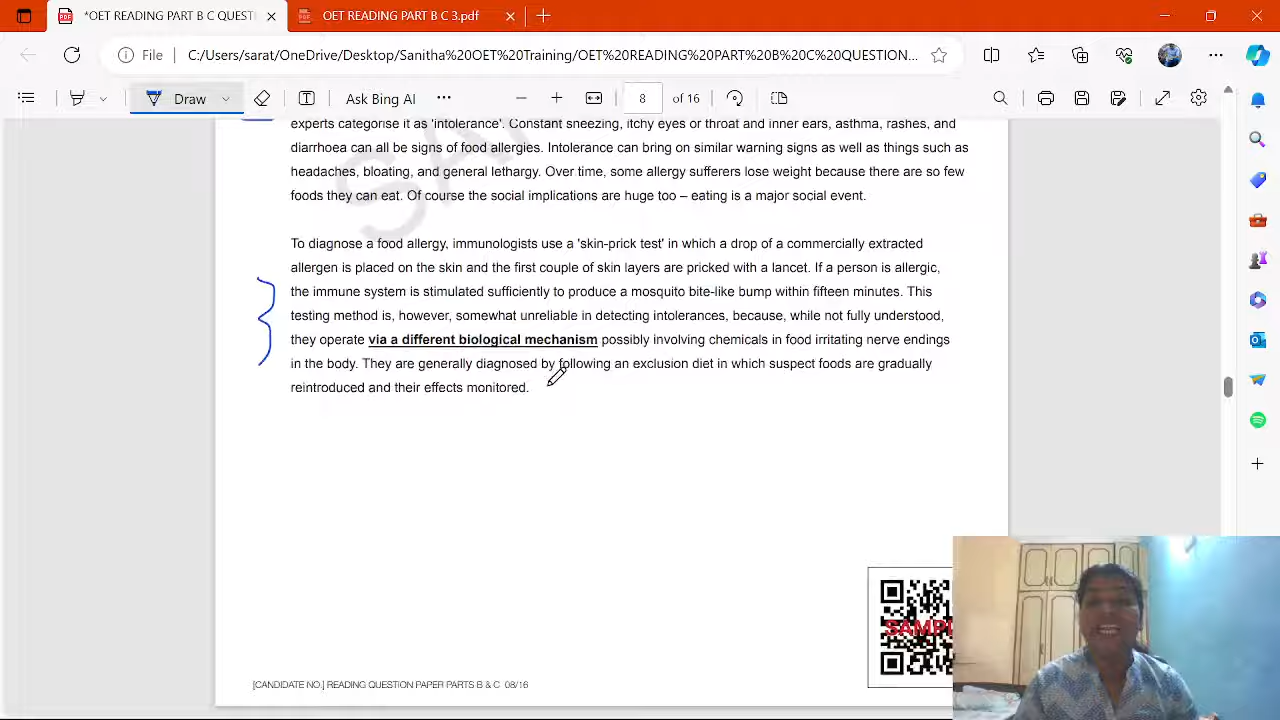 *OET READING PART B C QUESTI
OET READING PART B C 3.pdf
File
C:/Users/sarat/OneDrive/Desktop/Sanitha%20OET%20Training/OET%20READING%20PART%20B%20C%20QUESTION...
Draw
Ask Bing AI
8 of 16
experts categorise it as 'intolerance'. Constant sneezing, itchy eyes or throat and inner ears, asthma, rashes, and
diarrhoea can all be signs of food allergies. Intolerance can bring on similar warning signs as well as things such as
headaches, bloating, and general lethargy. Over time, some allergy sufferers lose weight because there are so few
foods they can eat. Of course the social implications are huge too – eating is a major social event.
To diagnose a food allergy, immunologists use a 'skin-prick test' in which a drop of a commercially extracted
allergen is placed on the skin and the first couple of skin layers are pricked with a lancet. If a person is allergic,
the immune system is stimulated sufficiently to produce a mosquito bite-like bump within fifteen minutes. This
testing method is, however, somewhat unreliable in detecting intolerances, because, while not fully understood,
they operate via a different biological mechanism possibly involving chemicals in food irritating nerve endings
in the body. They are generally diagnosed by following an exclusion diet in which suspect foods are gradually
reintroduced and their effects monitored.
SAMPL
[CANDIDATE NO.] READING QUESTION PAPER PARTS B & C 08/16